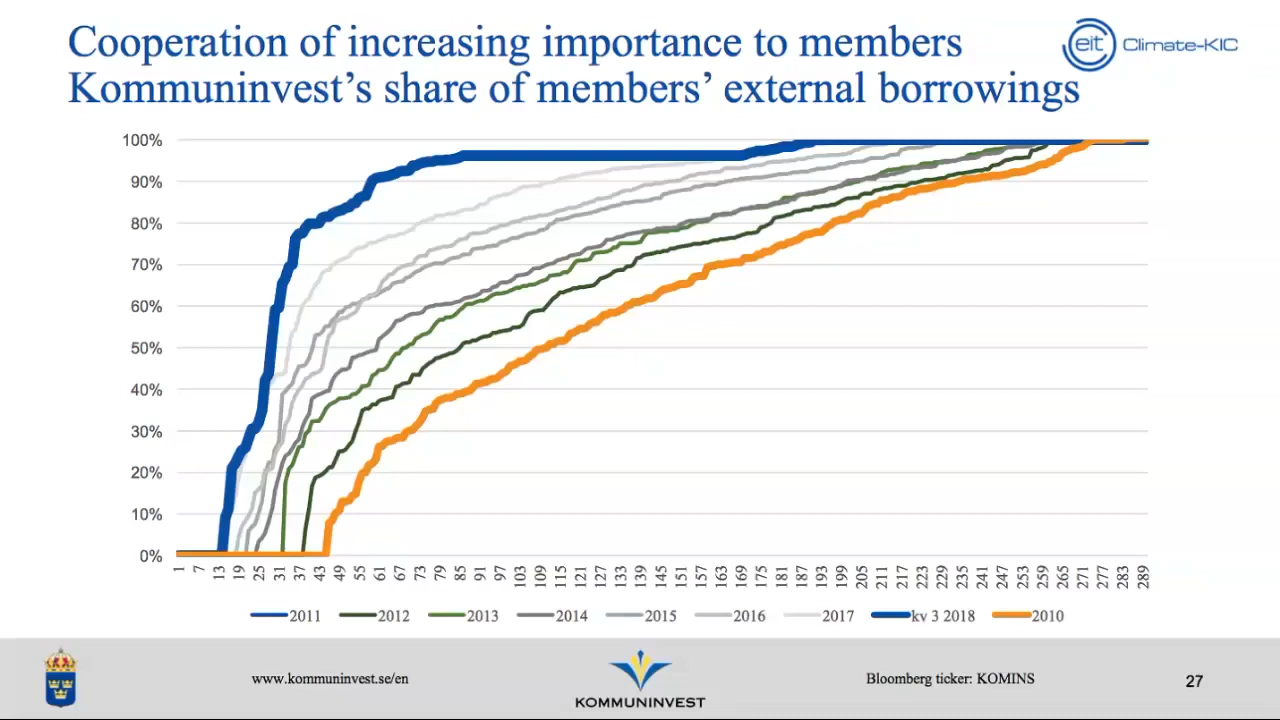 Cooperation of increasing importance to members
Kommuninvest's share of members' external borrowings
eit Climate-KIC
100%
90%
80%
70%
60%
50%
40%
30%
20%
10%
0%
1 7 13 19 25 31 37 43 49 55 61 67 73 79 85 91 97 103 109 115 121 127 133 139 145 151 157 163 169 175 181 187 193 199 205 211 217 223 229 235 241 247 253 259 265 271 277 283 289
2011 2012 2013 2014 2015 2016 2017 kv 3 2018 2010
www.kommuninvest.se/en
KOMMUNINVEST
Bloomberg ticker: KOMINS
27